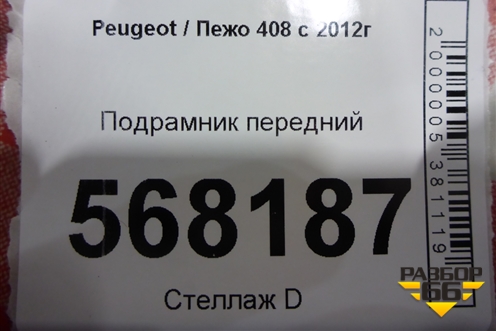 Peugeot / Пежо 408 с 2012г
Подрамник передний
568187
Стеллаж D
2000005381119
РАЗБОР
66